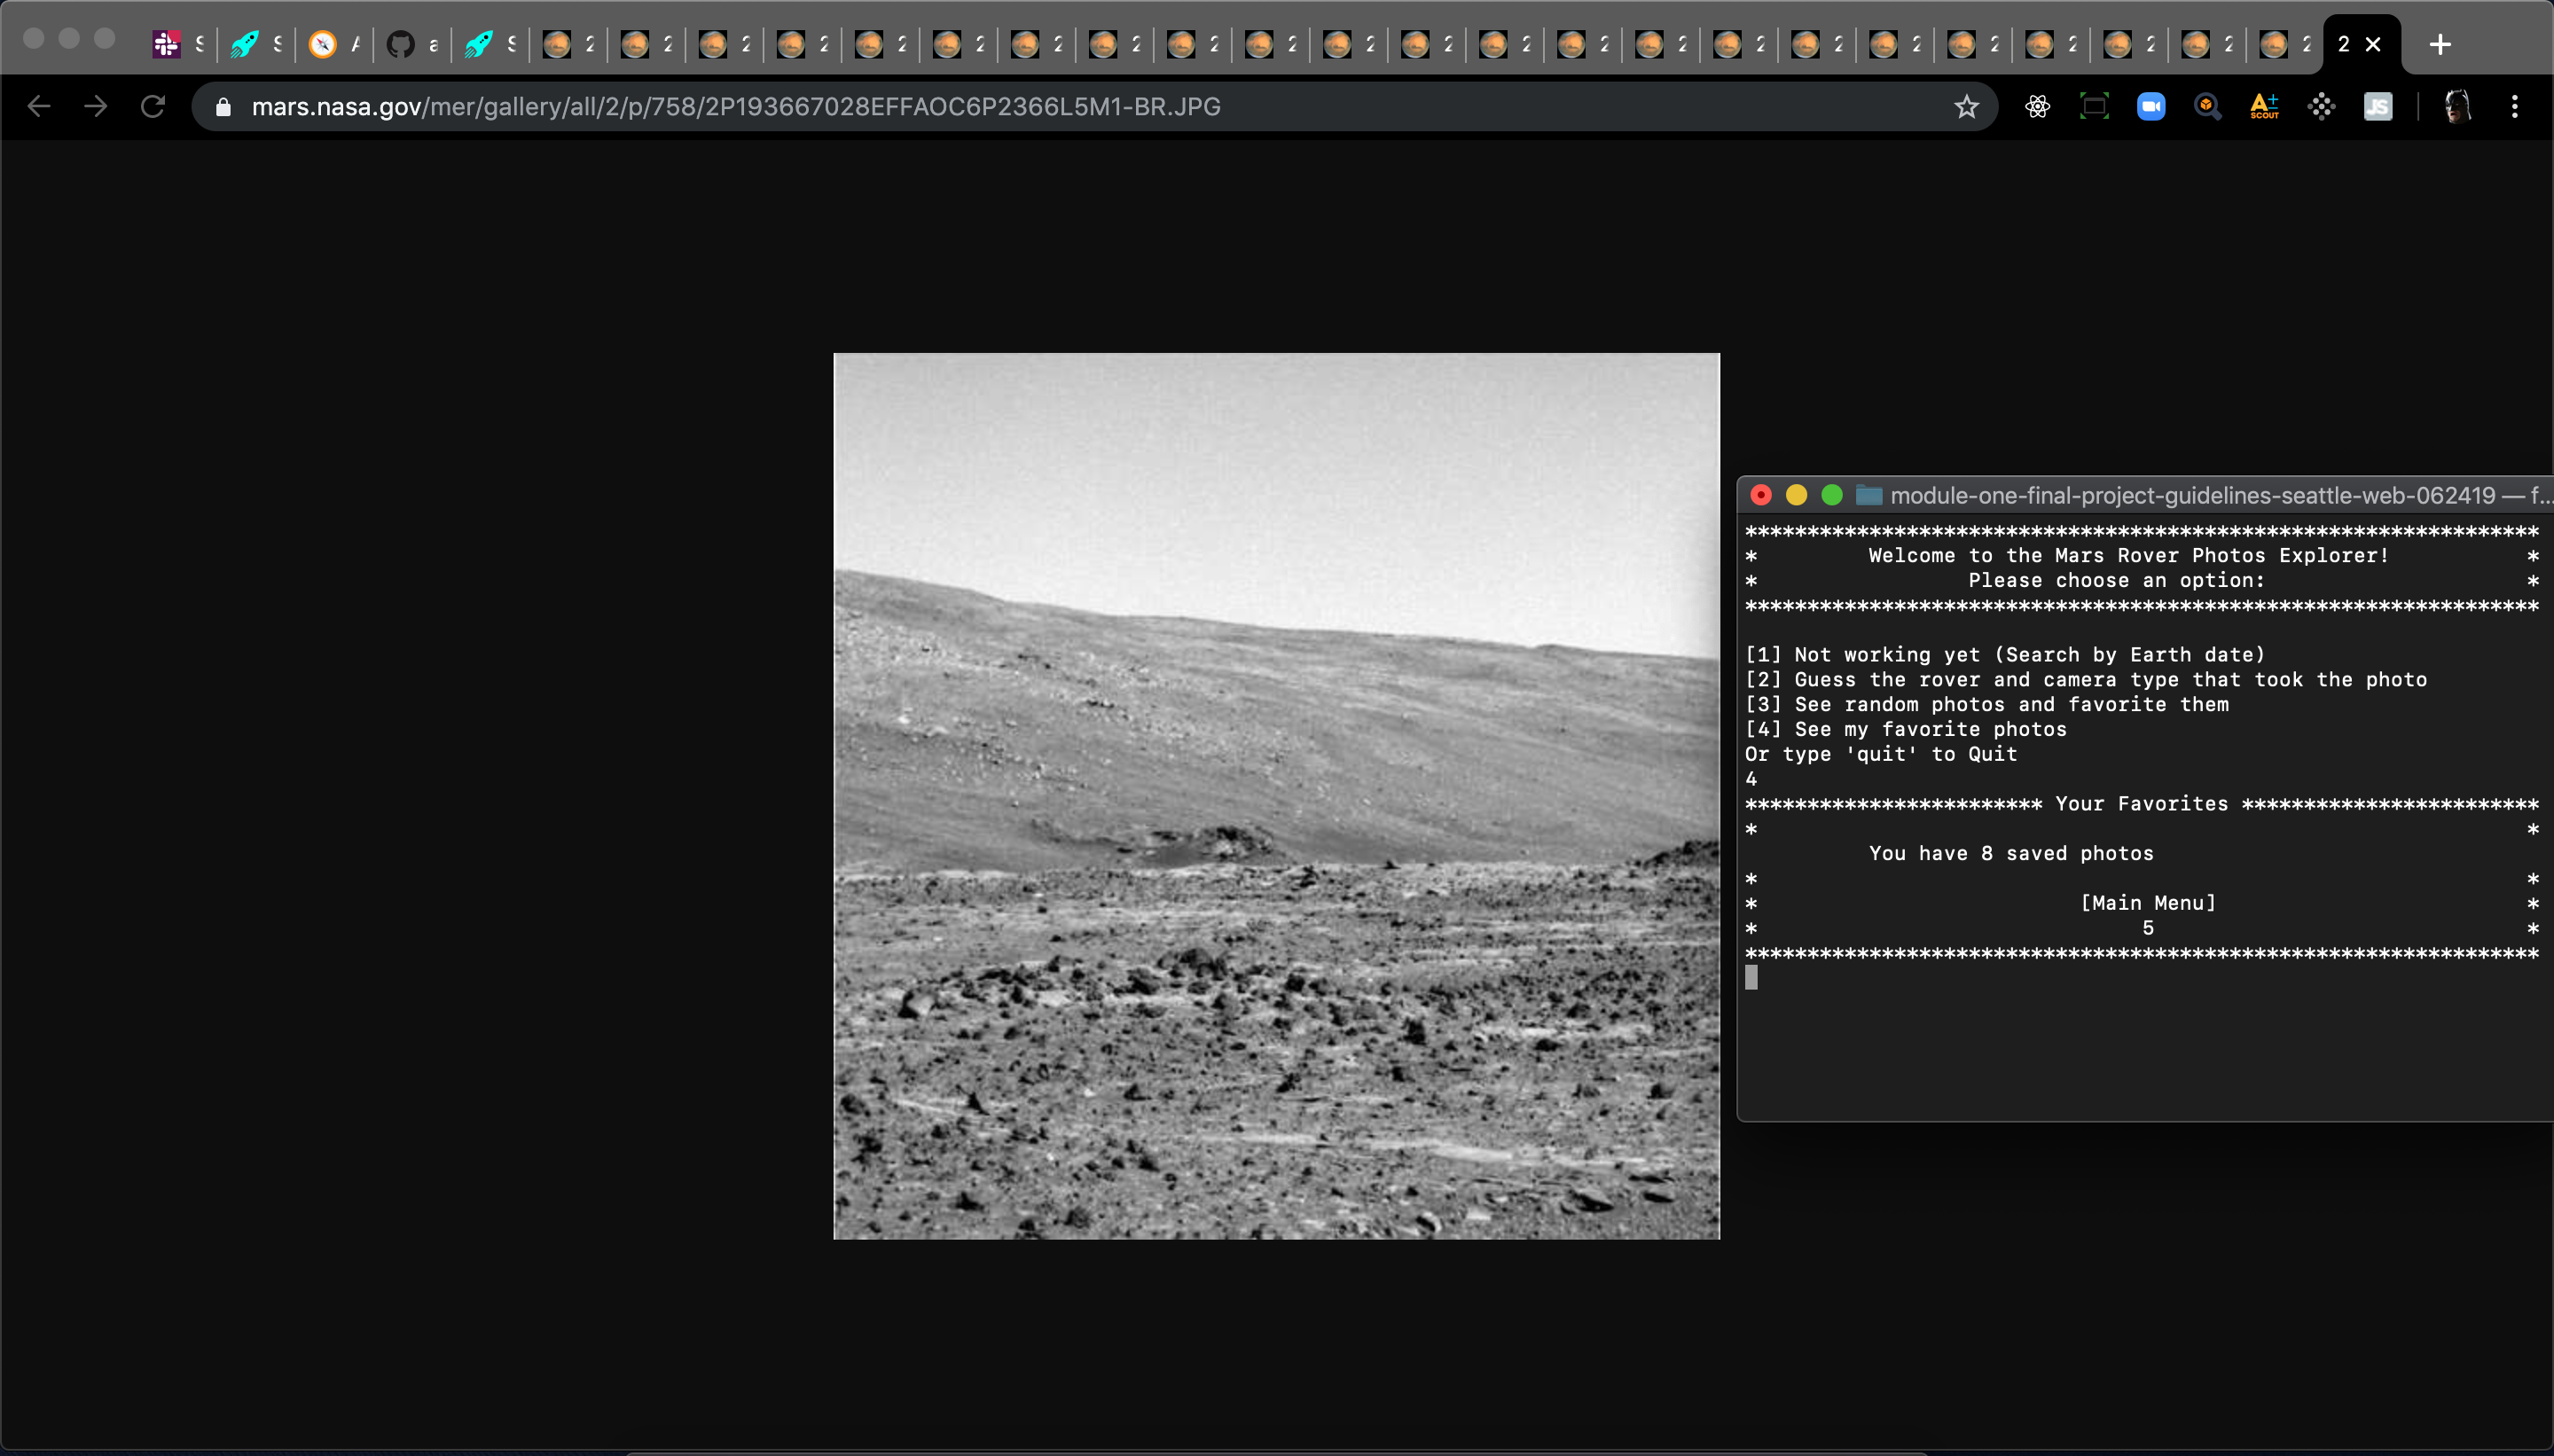 S S A a S 2 2 2 2 2 2 2 2 2 2 2 2 2 2 2 2 2 2 2 2 2 2 2 2
mars.nasa.gov/mer/gallery/all/2/p/758/2P193667028EFFAOC6P2366L5M1-BR.JPG
A± SCOUT
JS
module-one-final-project-guidelines-seattle-web-062419 — f...
****************************************************************
* Welcome to the Mars Rover Photos Explorer! *
* Please choose an option: *
****************************************************************
[1] Not working yet (Search by Earth date)
[2] Guess the rover and camera type that took the photo
[3] See random photos and favorite them
[4] See my favorite photos
Or type 'quit' to Quit
4
************************ Your Favorites ************************
* *
You have 8 saved photos
* *
* [Main Menu] *
* 5 *
****************************************************************